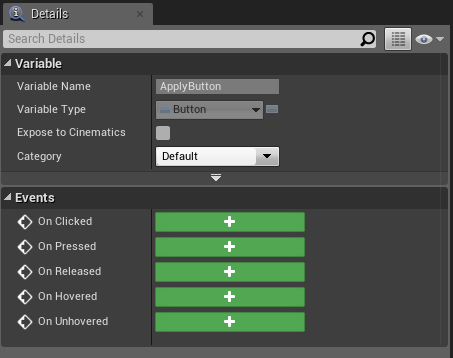 Details
Search Details
Variable
Variable Name ApplyButton
Variable Type Button
Expose to Cinematics
Category Default
Events
On Clicked
On Pressed
On Released
On Hovered
On Unhovered